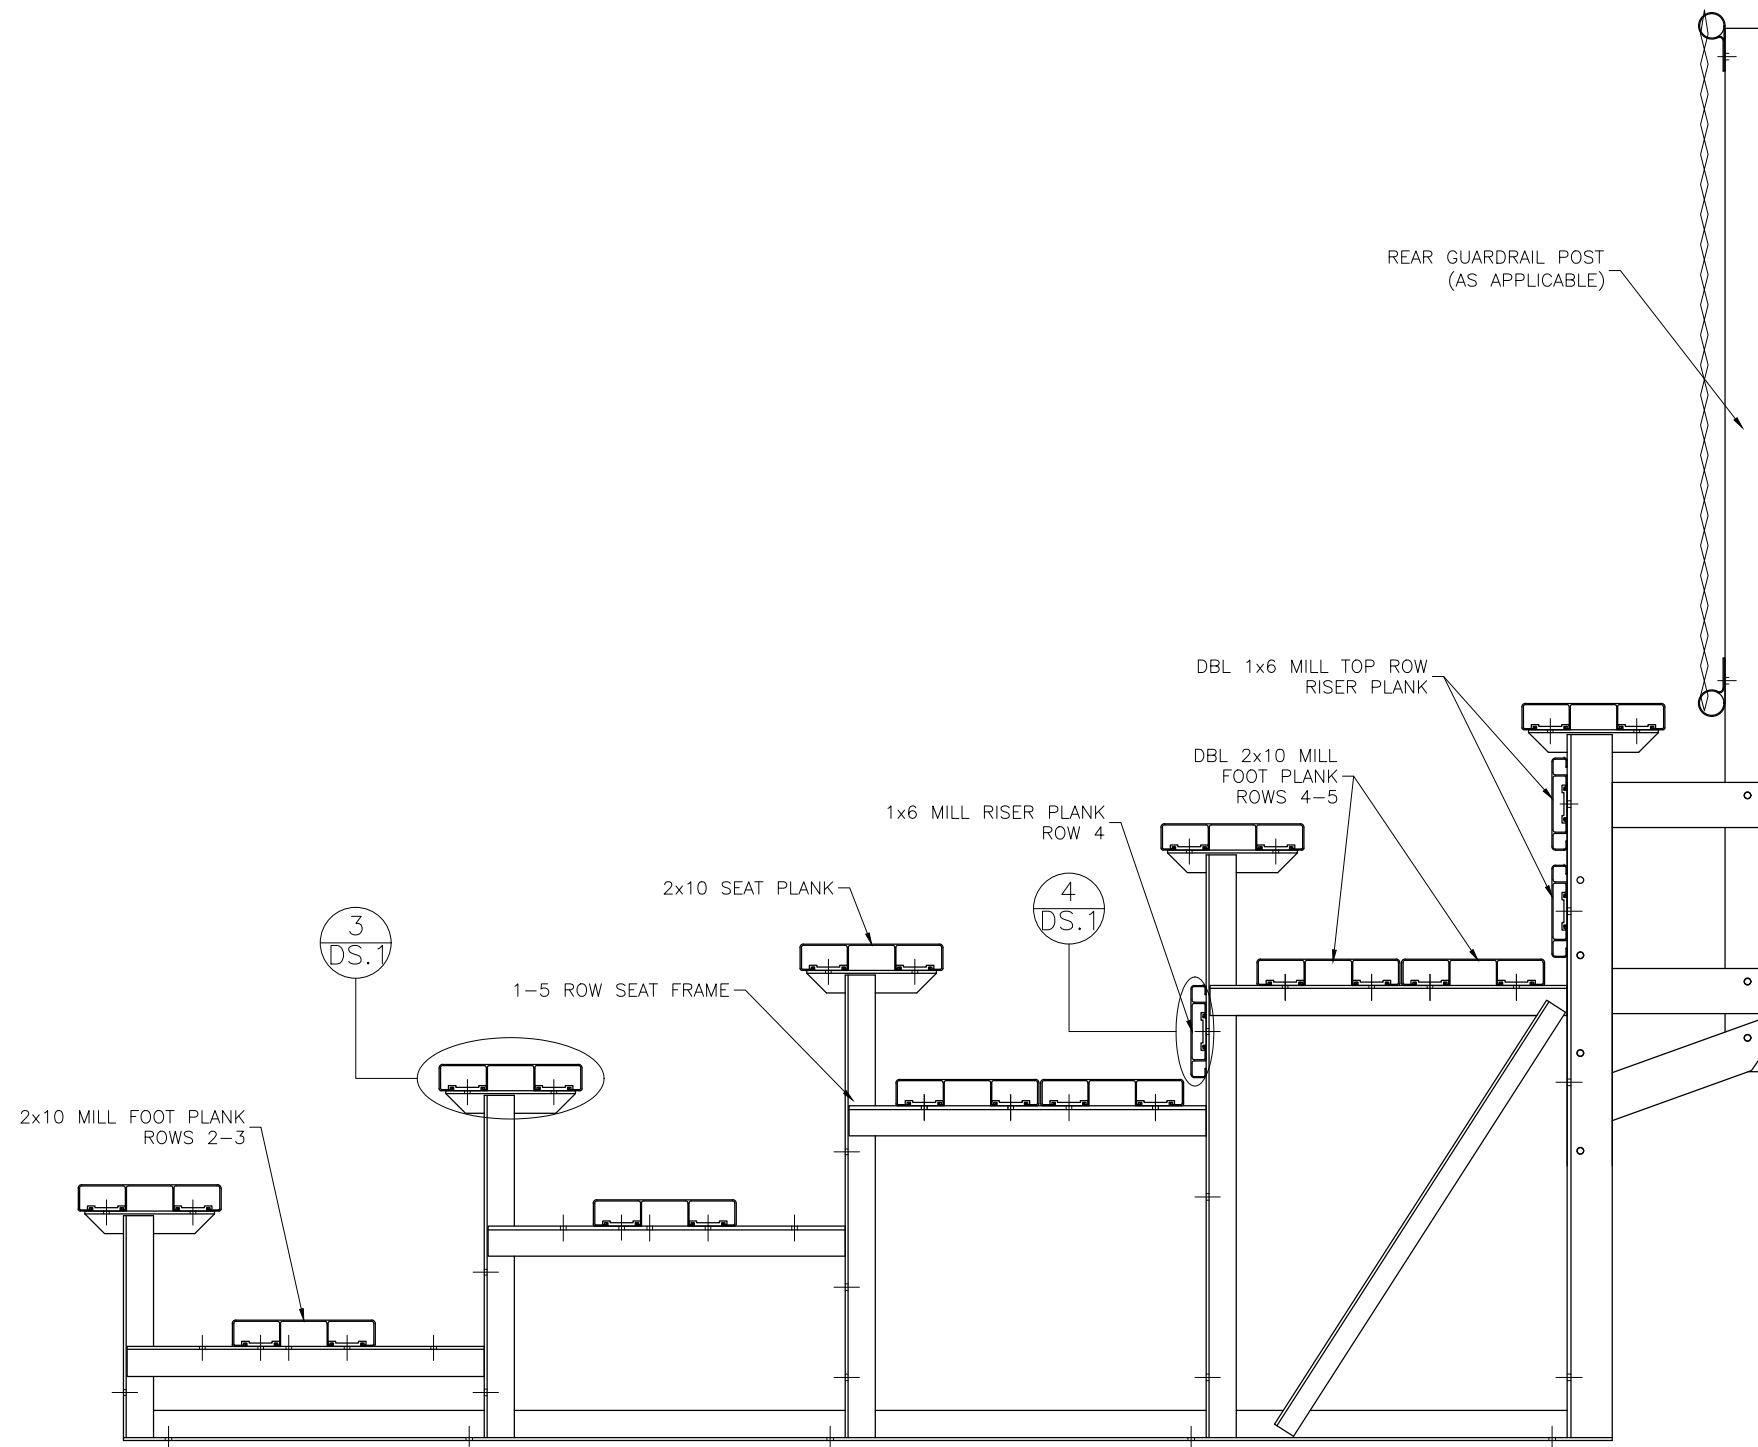 REAR GUARDRAIL POST
(AS APPLICABLE)
DBL 1x6 MILL TOP ROW
RISER PLANK
DBL 2x10 MILL
FOOT PLANK
ROWS 4-5
1x6 MILL RISER PLANK
ROW 4
2x10 SEAT PLANK
4
DS.1
3
DS.1
1-5 ROW SEAT FRAME
2x10 MILL FOOT PLANK
ROWS 2-3